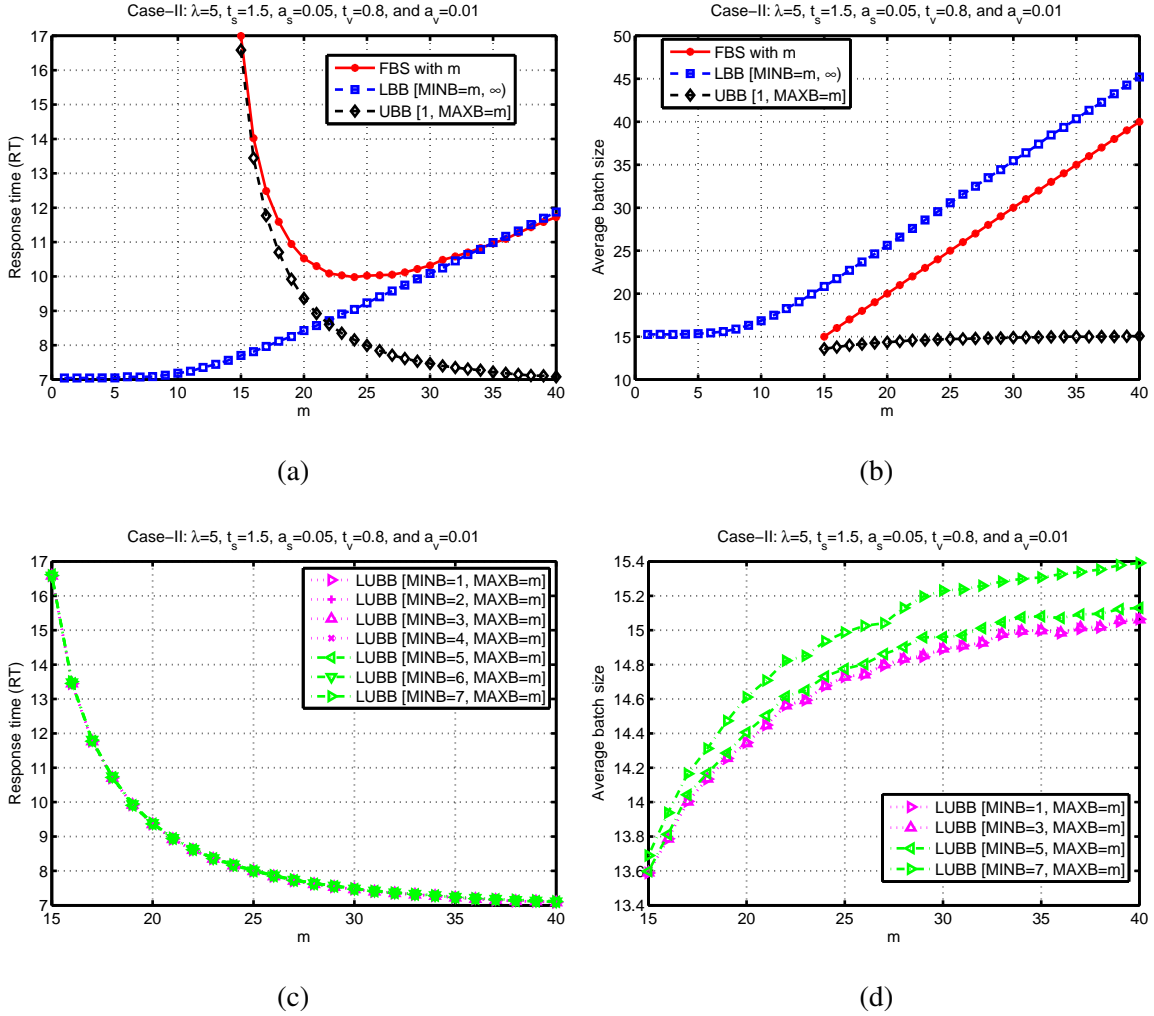 Case−II: λ=5, t_s=1.5, a_s=0.05, t_v=0.8, and a_v=0.01
17
16
15
14
13
12
11
10
9
8
7
Response time (RT)
FBS with m
LBB [MINB=m, ∞)
UBB [1, MAXB=m]
0 5 10 15 20 25 30 35 40
m
(a)
Case−II: λ=5, t_s=1.5, a_s=0.05, t_v=0.8, and a_v=0.01
50
45
40
35
30
25
20
15
10
Average batch size
FBS with m
LBB [MINB=m, ∞)
UBB [1, MAXB=m]
0 5 10 15 20 25 30 35 40
m
(b)
Case−II: λ=5, t_s=1.5, a_s=0.05, t_v=0.8, and a_v=0.01
17
16
15
14
13
12
11
10
9
8
7
Response time (RT)
LUBB [MINB=1, MAXB=m]
LUBB [MINB=2, MAXB=m]
LUBB [MINB=3, MAXB=m]
LUBB [MINB=4, MAXB=m]
LUBB [MINB=5, MAXB=m]
LUBB [MINB=6, MAXB=m]
LUBB [MINB=7, MAXB=m]
15 20 25 30 35 40
m
(c)
Case−II: λ=5, t_s=1.5, a_s=0.05, t_v=0.8, and a_v=0.01
15.4
15.2
15
14.8
14.6
14.4
14.2
14
13.8
13.6
13.4
Average batch size
LUBB [MINB=1, MAXB=m]
LUBB [MINB=3, MAXB=m]
LUBB [MINB=5, MAXB=m]
LUBB [MINB=7, MAXB=m]
15 20 25 30 35 40
m
(d)